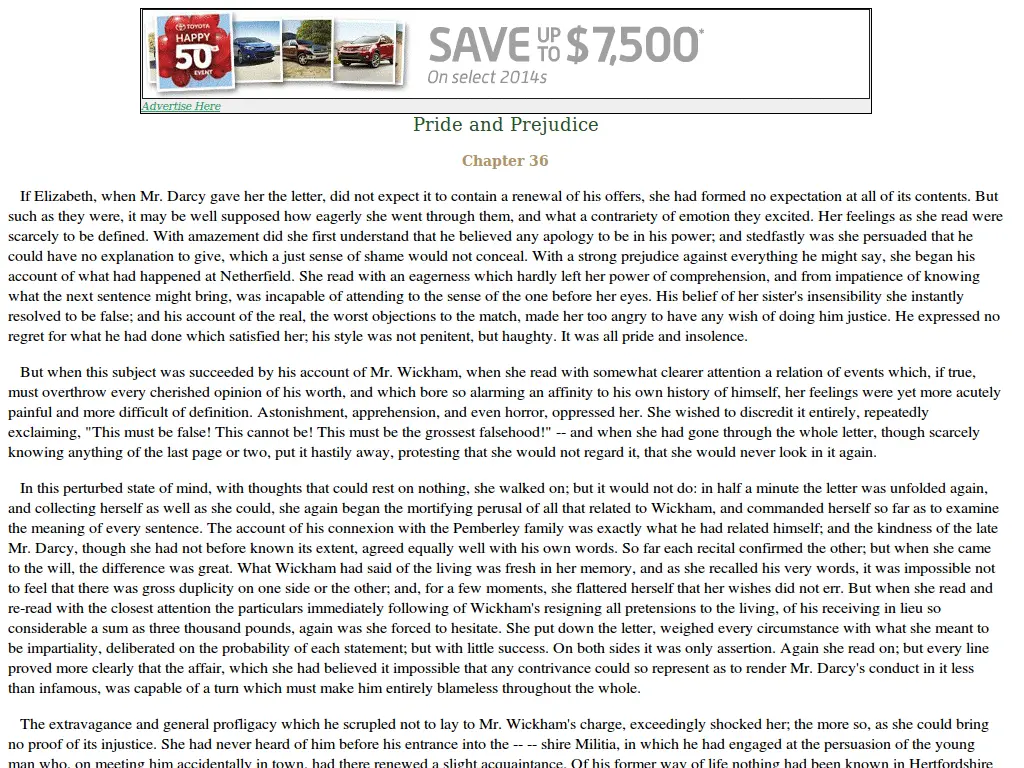 TOYOTA
HAPPY
50TH
EVENT
SAVE UP TO $7,500*
On select 2014s
Advertise Here
Pride and Prejudice
Chapter 36
If Elizabeth, when Mr. Darcy gave her the letter, did not expect it to contain a renewal of his offers, she had formed no expectation at all of its contents. But
such as they were, it may be well supposed how eagerly she went through them, and what a contrariety of emotion they excited. Her feelings as she read were
scarcely to be defined. With amazement did she first understand that he believed any apology to be in his power; and stedfastly was she persuaded that he
could have no explanation to give, which a just sense of shame would not conceal. With a strong prejudice against everything he might say, she began his
account of what had happened at Netherfield. She read with an eagerness which hardly left her power of comprehension, and from impatience of knowing
what the next sentence might bring, was incapable of attending to the sense of the one before her eyes. His belief of her sister's insensibility she instantly
resolved to be false; and his account of the real, the worst objections to the match, made her too angry to have any wish of doing him justice. He expressed no
regret for what he had done which satisfied her; his style was not penitent, but haughty. It was all pride and insolence.
But when this subject was succeeded by his account of Mr. Wickham, when she read with somewhat clearer attention a relation of events which, if true,
must overthrow every cherished opinion of his worth, and which bore so alarming an affinity to his own history of himself, her feelings were yet more acutely
painful and more difficult of definition. Astonishment, apprehension, and even horror, oppressed her. She wished to discredit it entirely, repeatedly
exclaiming, "This must be false! This cannot be! This must be the grossest falsehood!" -- and when she had gone through the whole letter, though scarcely
knowing anything of the last page or two, put it hastily away, protesting that she would not regard it, that she would never look in it again.
In this perturbed state of mind, with thoughts that could rest on nothing, she walked on; but it would not do: in half a minute the letter was unfolded again,
and collecting herself as well as she could, she again began the mortifying perusal of all that related to Wickham, and commanded herself so far as to examine
the meaning of every sentence. The account of his connexion with the Pemberley family was exactly what he had related himself; and the kindness of the late
Mr. Darcy, though she had not before known its extent, agreed equally well with his own words. So far each recital confirmed the other; but when she came
to the will, the difference was great. What Wickham had said of the living was fresh in her memory, and as she recalled his very words, it was impossible not
to feel that there was gross duplicity on one side or the other; and, for a few moments, she flattered herself that her wishes did not err. But when she read and
re-read with the closest attention the particulars immediately following of Wickham's resigning all pretensions to the living, of his receiving in lieu so
considerable a sum as three thousand pounds, again was she forced to hesitate. She put down the letter, weighed every circumstance with what she meant to
be impartiality, deliberated on the probability of each statement; but with little success. On both sides it was only assertion. Again she read on; but every line
proved more clearly that the affair, which she had believed it impossible that any contrivance could so represent as to render Mr. Darcy's conduct in it less
than infamous, was capable of a turn which must make him entirely blameless throughout the whole.
The extravagance and general profligacy which he scrupled not to lay to Mr. Wickham's charge, exceedingly shocked her; the more so, as she could bring
no proof of its injustice. She had never heard of him before his entrance into the -- -- shire Militia, in which he had engaged at the persuasion of the young
man who, on meeting him accidentally in town, had there renewed a slight acquaintance. Of his former way of life nothing had been known in Hertfordshire